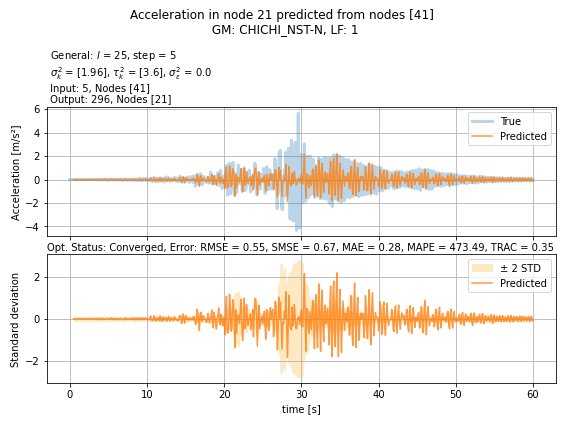 Acceleration in node 21 predicted from nodes [41]
GM: CHICHI_NST-N, LF: 1
General: l = 25, step = 5
σ²ₖ = [1.96], τ²ₖ = [3.6], σ²ε = 0.0
Input: 5, Nodes [41]
Output: 296, Nodes [21]
Acceleration [m/s²]
6
4
2
0
−2
−4
True
Predicted
Opt. Status: Converged, Error: RMSE = 0.55, SMSE = 0.67, MAE = 0.28, MAPE = 473.49, TRAC = 0.35
Standard deviation
2
0
−2
± 2 STD
Predicted
0 10 20 30 40 50 60
time [s]